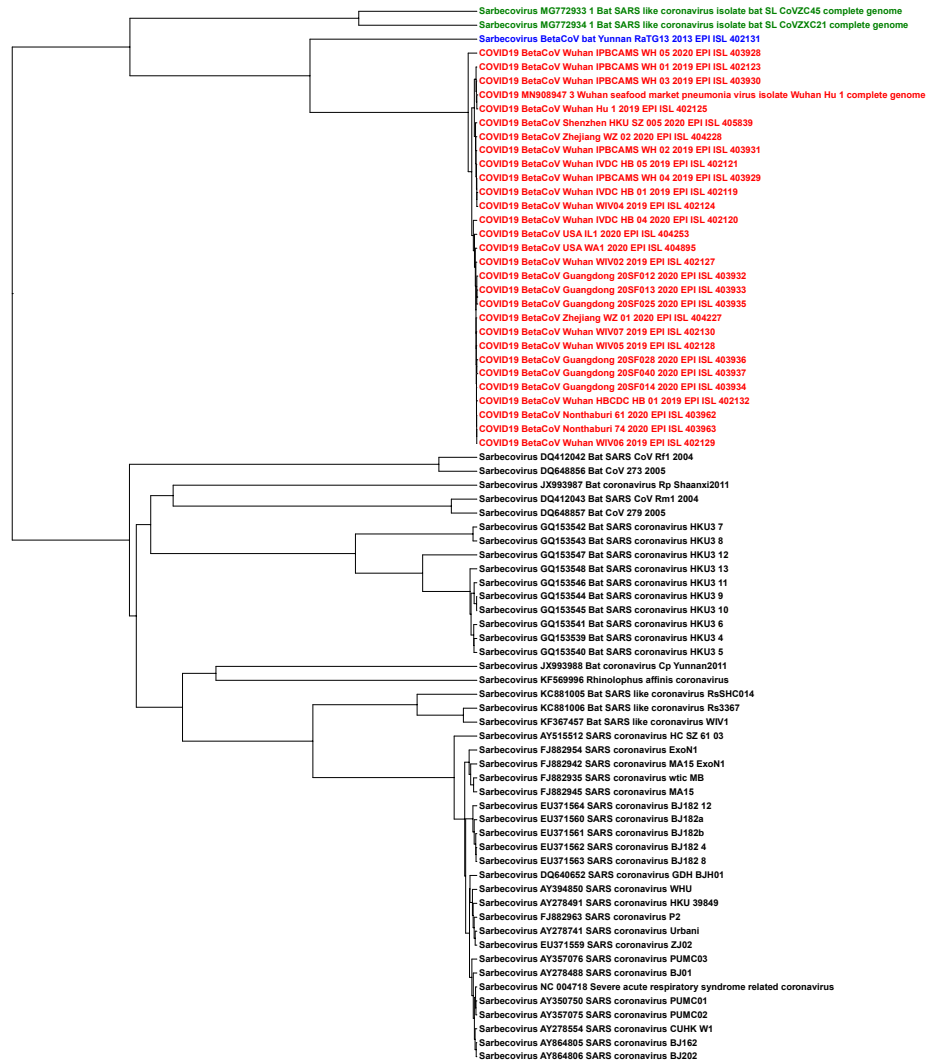 Sarbecovirus MG772933 1 Bat SARS like coronavirus isolate bat SL CoVZC45 complete genome
Sarbecovirus MG772934 1 Bat SARS like coronavirus isolate bat SL CoVZXC21 complete genome
Sarbecovirus BetaCoV bat Yunnan RaTG13 2013 EPI ISL 402131
COVID19 BetaCoV Wuhan IPBCAMS WH 05 2020 EPI ISL 403928
COVID19 BetaCoV Wuhan IPBCAMS WH 01 2019 EPI ISL 402123
COVID19 BetaCoV Wuhan IPBCAMS WH 03 2019 EPI ISL 403930
COVID19 MN908947 3 Wuhan seafood market pneumonia virus isolate Wuhan Hu 1 complete genome
COVID19 BetaCoV Wuhan Hu 1 2019 EPI ISL 402125
COVID19 BetaCoV Shenzhen HKU SZ 005 2020 EPI ISL 405839
COVID19 BetaCoV Zhejiang WZ 02 2020 EPI ISL 404228
COVID19 BetaCoV Wuhan IPBCAMS WH 02 2019 EPI ISL 403931
COVID19 BetaCoV Wuhan IVDC HB 05 2019 EPI ISL 402121
COVID19 BetaCoV Wuhan IPBCAMS WH 04 2019 EPI ISL 403929
COVID19 BetaCoV Wuhan IVDC HB 01 2019 EPI ISL 402119
COVID19 BetaCoV Wuhan WIV04 2019 EPI ISL 402124
COVID19 BetaCoV Wuhan IVDC HB 04 2020 EPI ISL 402120
COVID19 BetaCoV USA IL1 2020 EPI ISL 404253
COVID19 BetaCoV USA WA1 2020 EPI ISL 404895
COVID19 BetaCoV Wuhan WIV02 2019 EPI ISL 402127
COVID19 BetaCoV Guangdong 20SF012 2020 EPI ISL 403932
COVID19 BetaCoV Guangdong 20SF013 2020 EPI ISL 403933
COVID19 BetaCoV Guangdong 20SF025 2020 EPI ISL 403935
COVID19 BetaCoV Zhejiang WZ 01 2020 EPI ISL 404227
COVID19 BetaCoV Wuhan WIV07 2019 EPI ISL 402130
COVID19 BetaCoV Wuhan WIV05 2019 EPI ISL 402128
COVID19 BetaCoV Guangdong 20SF028 2020 EPI ISL 403936
COVID19 BetaCoV Guangdong 20SF040 2020 EPI ISL 403937
COVID19 BetaCoV Guangdong 20SF014 2020 EPI ISL 403934
COVID19 BetaCoV Wuhan HBCDC HB 01 2019 EPI ISL 402132
COVID19 BetaCoV Nonthaburi 61 2020 EPI ISL 403962
COVID19 BetaCoV Nonthaburi 74 2020 EPI ISL 403963
COVID19 BetaCoV Wuhan WIV06 2019 EPI ISL 402129
Sarbecovirus DQ412042 Bat SARS CoV Rf1 2004
Sarbecovirus DQ648856 Bat CoV 273 2005
Sarbecovirus JX993987 Bat coronavirus Rp Shaanxi2011
Sarbecovirus DQ412043 Bat SARS CoV Rm1 2004
Sarbecovirus DQ648857 Bat CoV 279 2005
Sarbecovirus GQ153542 Bat SARS coronavirus HKU3 7
Sarbecovirus GQ153543 Bat SARS coronavirus HKU3 8
Sarbecovirus GQ153547 Bat SARS coronavirus HKU3 12
Sarbecovirus GQ153548 Bat SARS coronavirus HKU3 13
Sarbecovirus GQ153546 Bat SARS coronavirus HKU3 11
Sarbecovirus GQ153544 Bat SARS coronavirus HKU3 9
Sarbecovirus GQ153545 Bat SARS coronavirus HKU3 10
Sarbecovirus GQ153541 Bat SARS coronavirus HKU3 6
Sarbecovirus GQ153539 Bat SARS coronavirus HKU3 4
Sarbecovirus GQ153540 Bat SARS coronavirus HKU3 5
Sarbecovirus JX993988 Bat coronavirus Cp Yunnan2011
Sarbecovirus KF569996 Rhinolophus affinis coronavirus
Sarbecovirus KC881005 Bat SARS like coronavirus RsSHC014
Sarbecovirus KC881006 Bat SARS like coronavirus Rs3367
Sarbecovirus KF367457 Bat SARS like coronavirus WIV1
Sarbecovirus AY515512 SARS coronavirus HC SZ 61 03
Sarbecovirus FJ882954 SARS coronavirus ExoN1
Sarbecovirus FJ882942 SARS coronavirus MA15 ExoN1
Sarbecovirus FJ882935 SARS coronavirus wtic MB
Sarbecovirus FJ882945 SARS coronavirus MA15
Sarbecovirus EU371564 SARS coronavirus BJ182 12
Sarbecovirus EU371560 SARS coronavirus BJ182a
Sarbecovirus EU371561 SARS coronavirus BJ182b
Sarbecovirus EU371562 SARS coronavirus BJ182 4
Sarbecovirus EU371563 SARS coronavirus BJ182 8
Sarbecovirus DQ640652 SARS coronavirus GDH BJH01
Sarbecovirus AY394850 SARS coronavirus WHU
Sarbecovirus AY278491 SARS coronavirus HKU 39849
Sarbecovirus FJ882963 SARS coronavirus P2
Sarbecovirus AY278741 SARS coronavirus Urbani
Sarbecovirus EU371559 SARS coronavirus ZJ02
Sarbecovirus AY357076 SARS coronavirus PUMC03
Sarbecovirus AY278488 SARS coronavirus BJ01
Sarbecovirus NC 004718 Severe acute respiratory syndrome related coronavirus
Sarbecovirus AY350750 SARS coronavirus PUMC01
Sarbecovirus AY357075 SARS coronavirus PUMC02
Sarbecovirus AY278554 SARS coronavirus CUHK W1
Sarbecovirus AY864805 SARS coronavirus BJ162
Sarbecovirus AY864806 SARS coronavirus BJ202